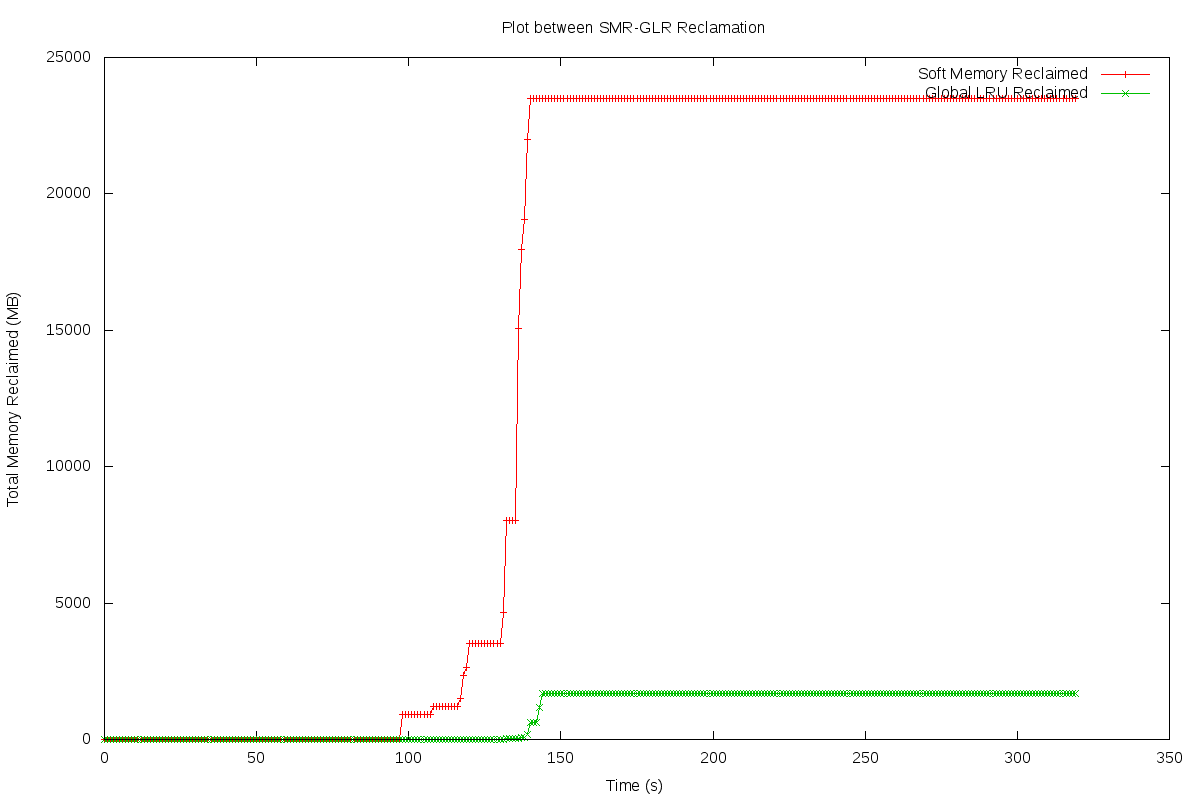 Plot between SMR-GLR Reclamation
25000
Soft Memory Reclaimed
Global LRU Reclaimed
20000
15000
Total Memory Reclaimed (MB)
10000
5000
0
0 50 100 150 200 250 300 350
Time (s)